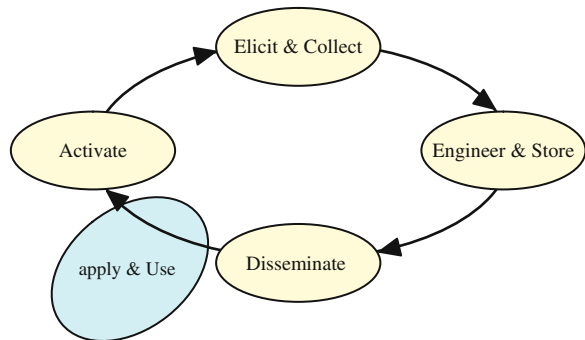 Elicit & Collect
Activate
Engineer & Store
apply & Use
Disseminate